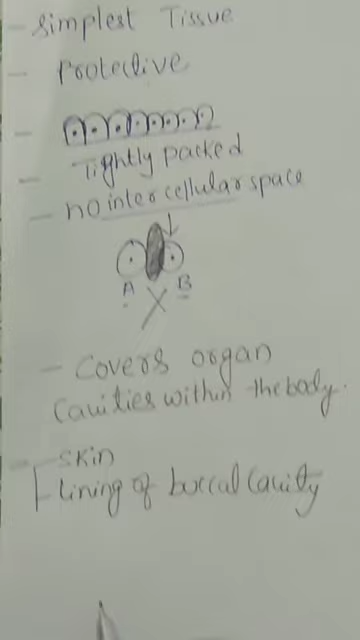 - Simplest Tissue
- Protective
- Tightly packed
- no intercellular space
A B
- Covers organ
Cavities within the body.
- Skin
- lining of buccal Cavity